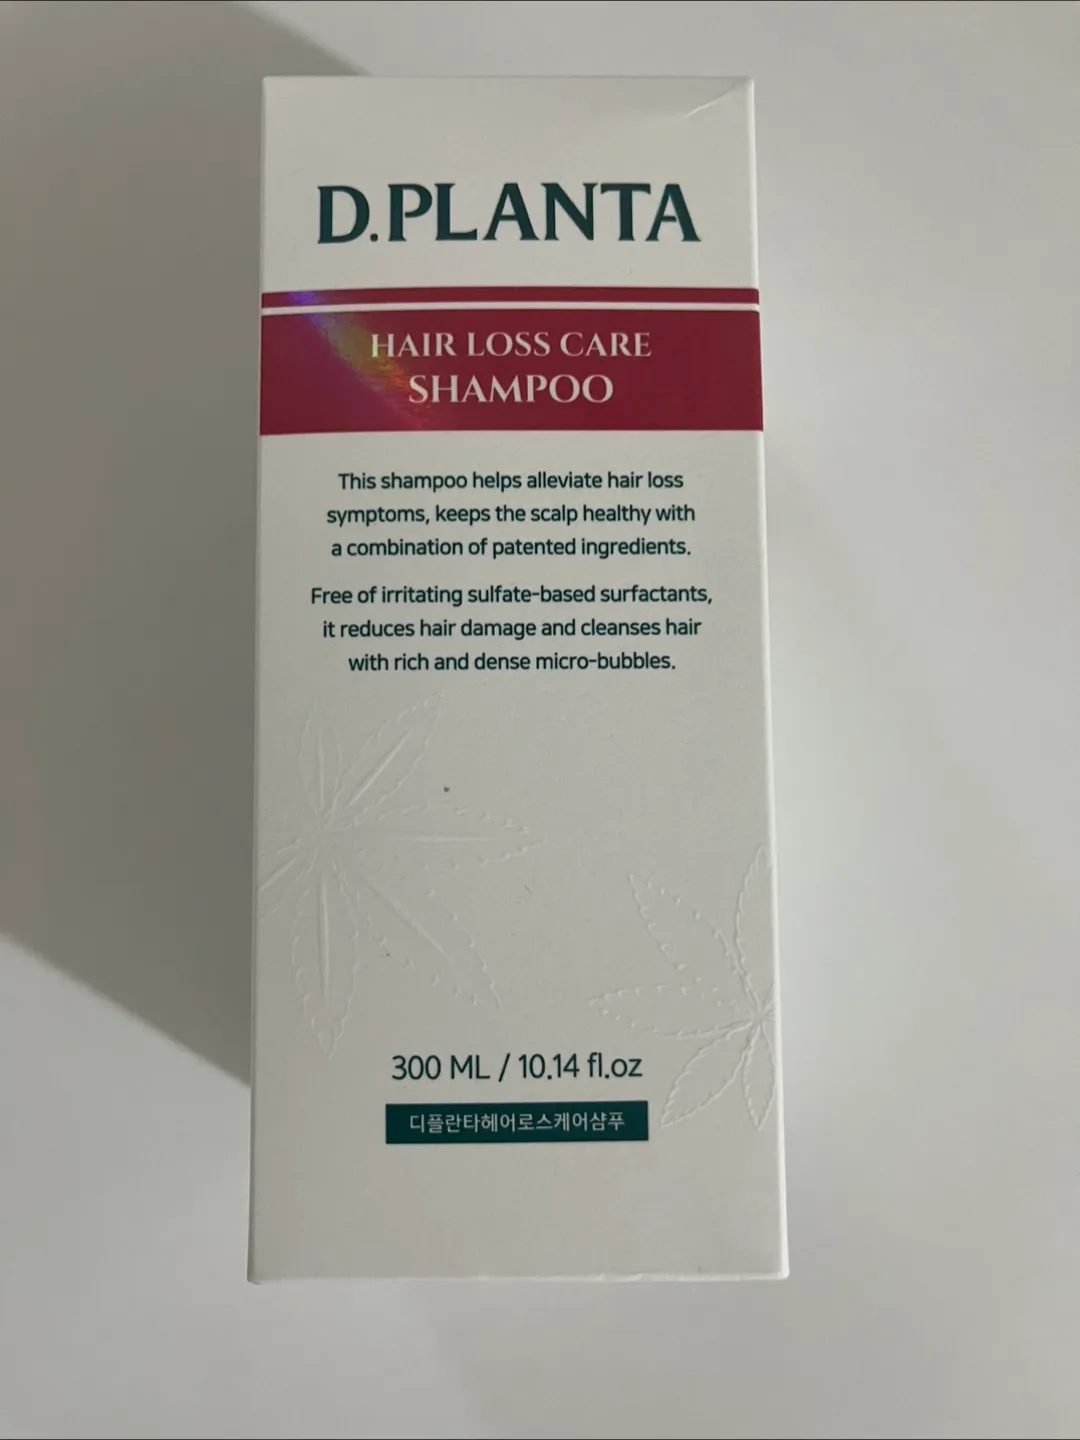 D.PLANTA
HAIR LOSS CARE
SHAMPOO
This shampoo helps alleviate hair loss
symptoms, keeps the scalp healthy with
a combination of patented ingredients.
Free of irritating sulfate-based surfactants,
it reduces hair damage and cleanses hair
with rich and dense micro-bubbles.
300 ML / 10.14 fl.oz
디플란타헤어로스케어샴푸